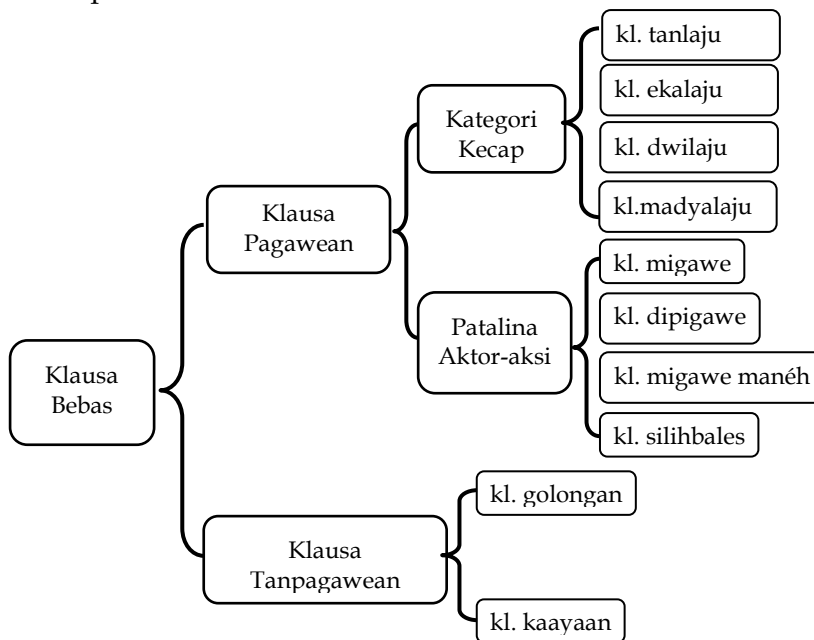 kl. tanlaju
kl. ekalaju
Kategori
Kecap
kl. dwilaju
Klausa
Pagawean
kl.madyalaju
kl. migawe
Patalina
Aktor-aksi
kl. dipigawe
Klausa
Bebas
kl. migawe manéh
kl. silihbales
kl. golongan
Klausa
Tanpagawean
kl. kaayaan